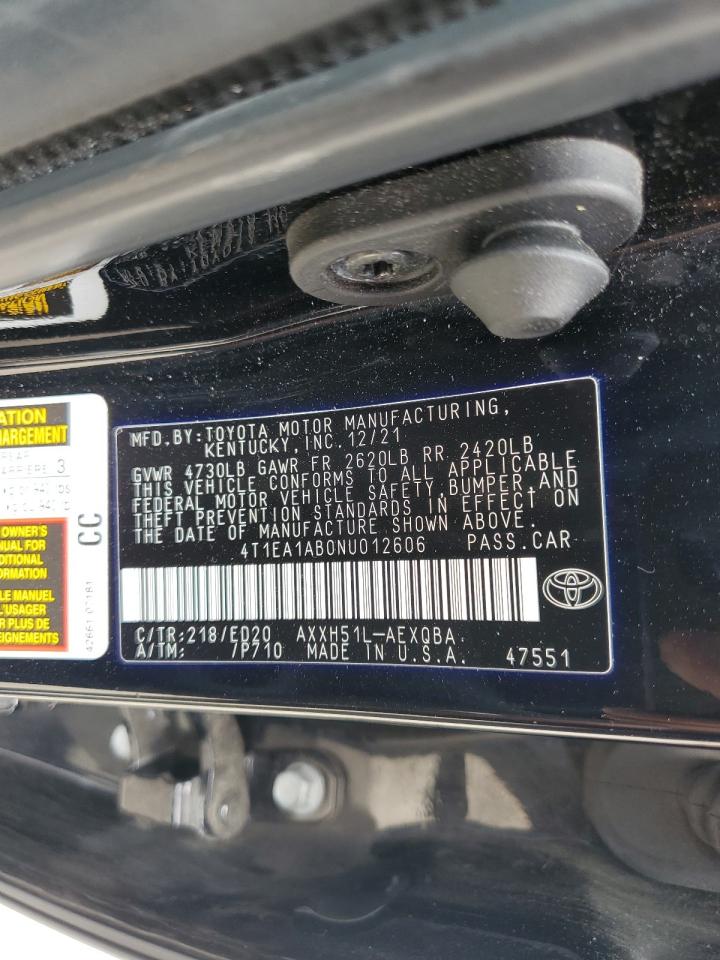 MFD. BY: TOYOTA MOTOR MANUFACTURING,
KENTUCKY, INC. 12/21
GVWR 4730LB GAWR FR 2620LB RR 2420LB
THIS VEHICLE CONFORMS TO ALL APPLICABLE
FEDERAL MOTOR VEHICLE SAFETY, BUMPER, AND
THEFT PREVENTION STANDARDS IN EFFECT ON
THE DATE OF MANUFACTURE SHOWN ABOVE.
4T1EA1AB0NU012606 PASS. CAR
C/TR: 218/ED20 AXXH51L-AEXQBA
A/TM: 7P710 MADE IN U.S.A. 47551
ATION
HARGEMENT
3
OWNER'S
UAL FOR
DITIONAL
ORMATION
LE MANUEL
L'USAGER
R PLUS DE
EIGNEMENTS
CC